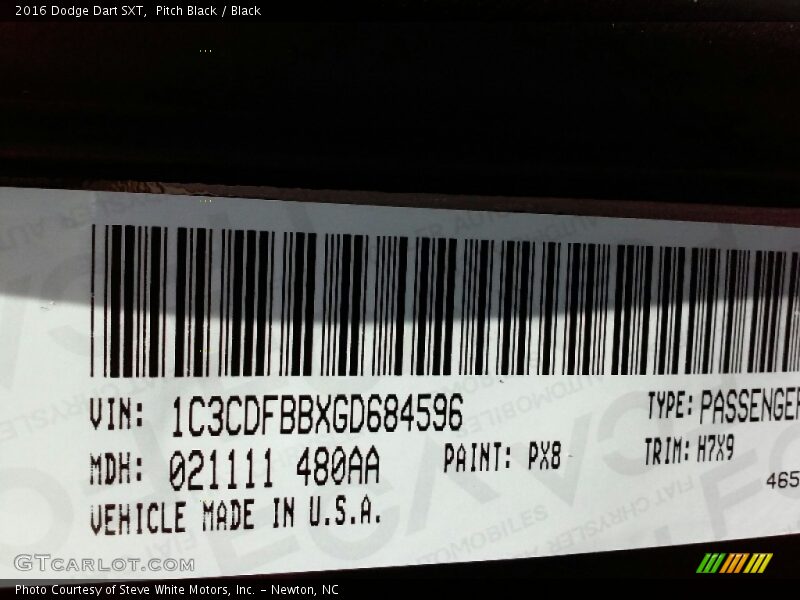 2016 Dodge Dart SXT,  Pitch Black / Black
VIN: 1C3CDFBBXGD684596
TYPE: PASSENGER
MDH: 021111 480AA
PAINT: PX8
TRIM: H7X9
465
VEHICLE MADE IN U.S.A.
GTCARLOT.COM
Photo Courtesy of Steve White Motors, Inc. – Newton, NC